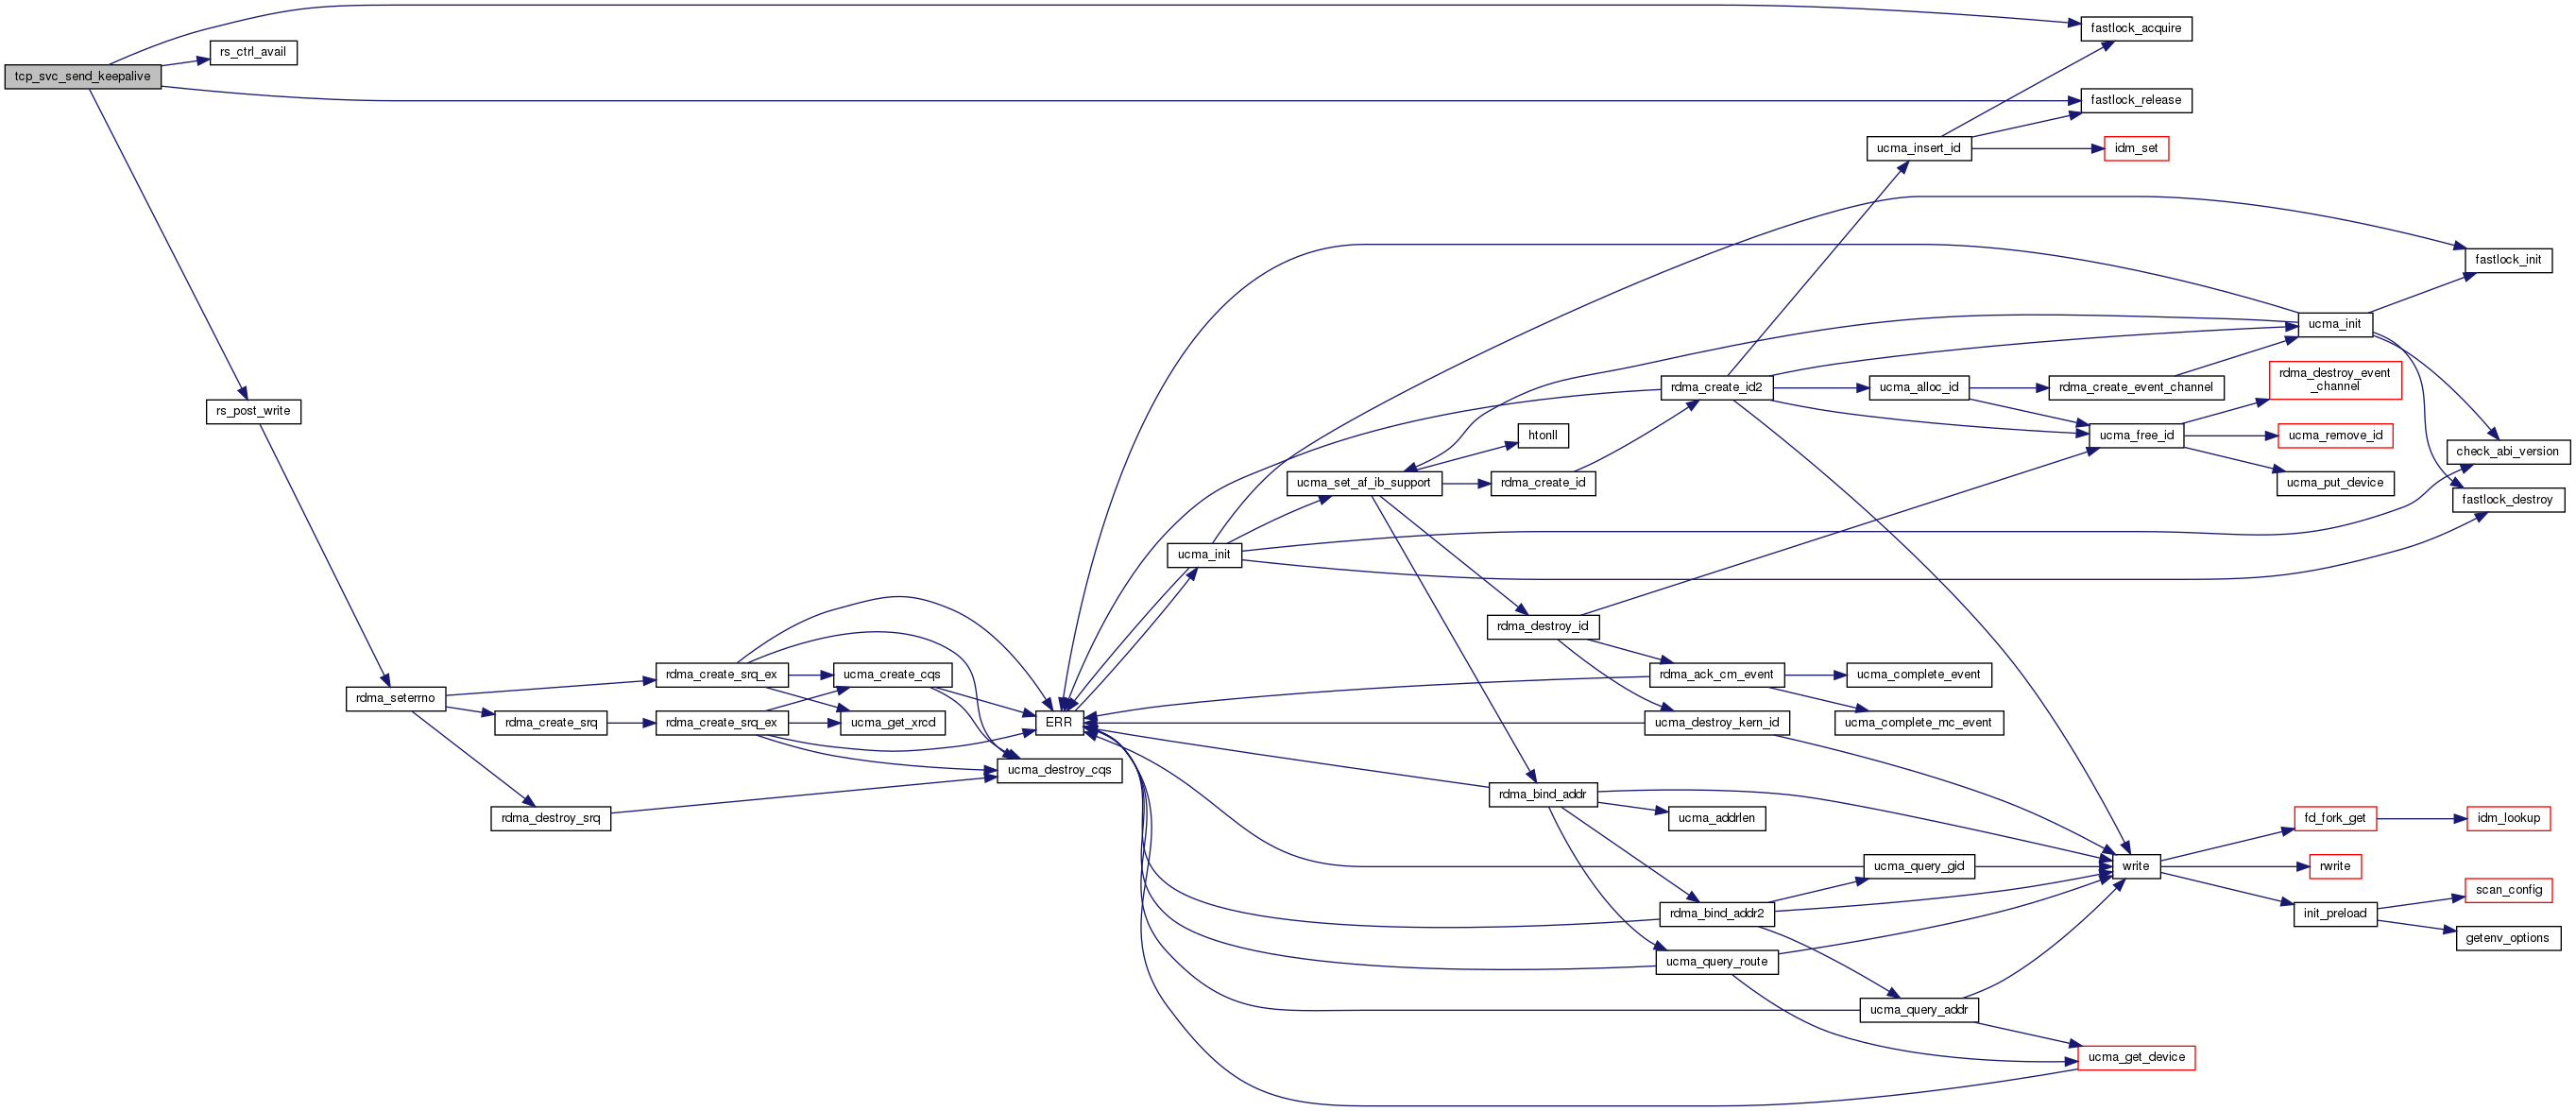 fastlock_acquire
rs_ctrl_avail
tcp_svc_send_keepalive
fastlock_release
ucma_insert_id
idm_set
fastlock_init
ucma_init
rdma_destroy_event
_channel
rdma_create_id2
ucma_alloc_id
rdma_create_event_channel
rs_post_write
htonll
ucma_free_id
ucma_remove_id
check_abi_version
ucma_set_af_ib_support
rdma_create_id
ucma_put_device
fastlock_destroy
ucma_init
rdma_destroy_id
rdma_create_srq_ex
ucma_create_cqs
rdma_ack_cm_event
ucma_complete_event
rdma_seterrno
rdma_create_srq
rdma_create_srq_ex
ucma_get_xrcd
ERR
ucma_destroy_kern_id
ucma_complete_mc_event
ucma_destroy_cqs
rdma_bind_addr
rdma_destroy_srq
ucma_addrlen
fd_fork_get
idm_lookup
ucma_query_gid
write
rwrite
scan_config
rdma_bind_addr2
init_preload
getenv_options
ucma_query_route
ucma_query_addr
ucma_get_device